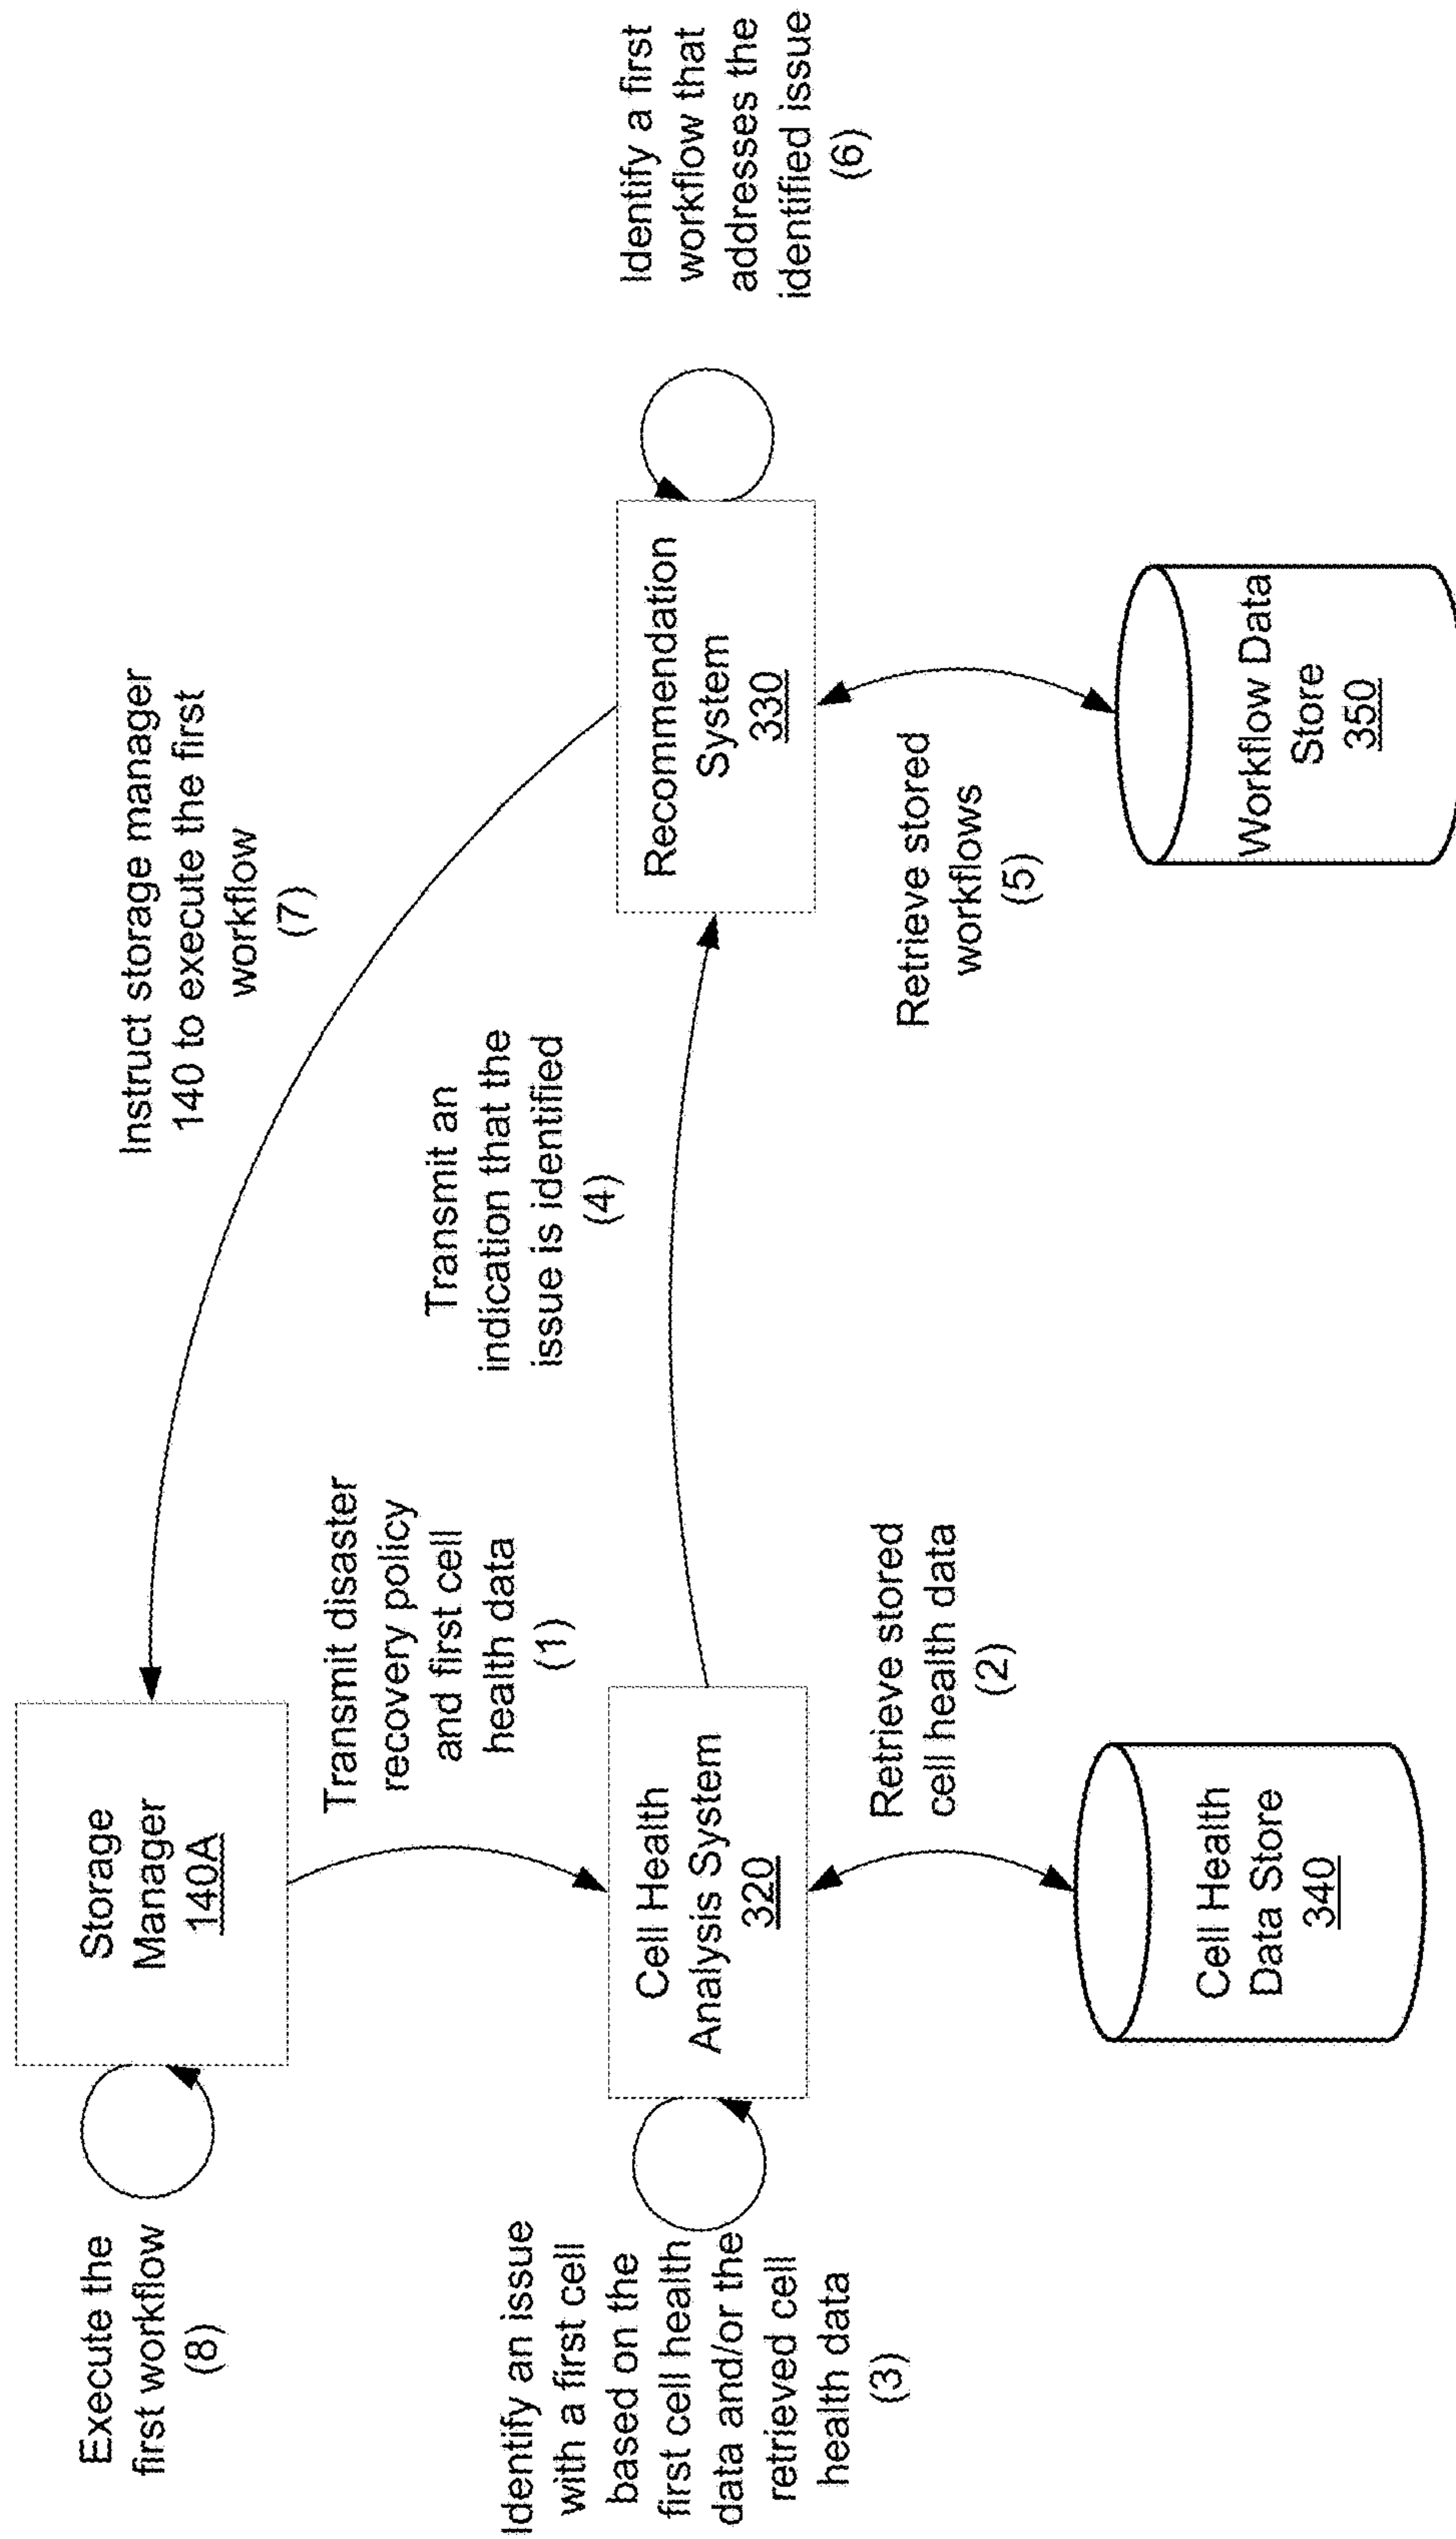 Execute the
first workflow
(8)
Storage
Manager
140A
Instruct storage manager
140 to execute the first
workflow
(7)
Transmit disaster
recovery policy
and first cell
health data
(1)
Transmit an
indication that the
issue is identified
(4)
Identify an issue
with a first cell
based on the
first cell health
data and/or the
retrieved cell
health data
(3)
Cell Health
Analysis System
320
Recommendation
System
330
Identify a first
workflow that
addresses the
identified issue
(6)
Retrieve stored
cell health data
(2)
Retrieve stored
workflows
(5)
Cell Health
Data Store
340
Workflow Data
Store
350